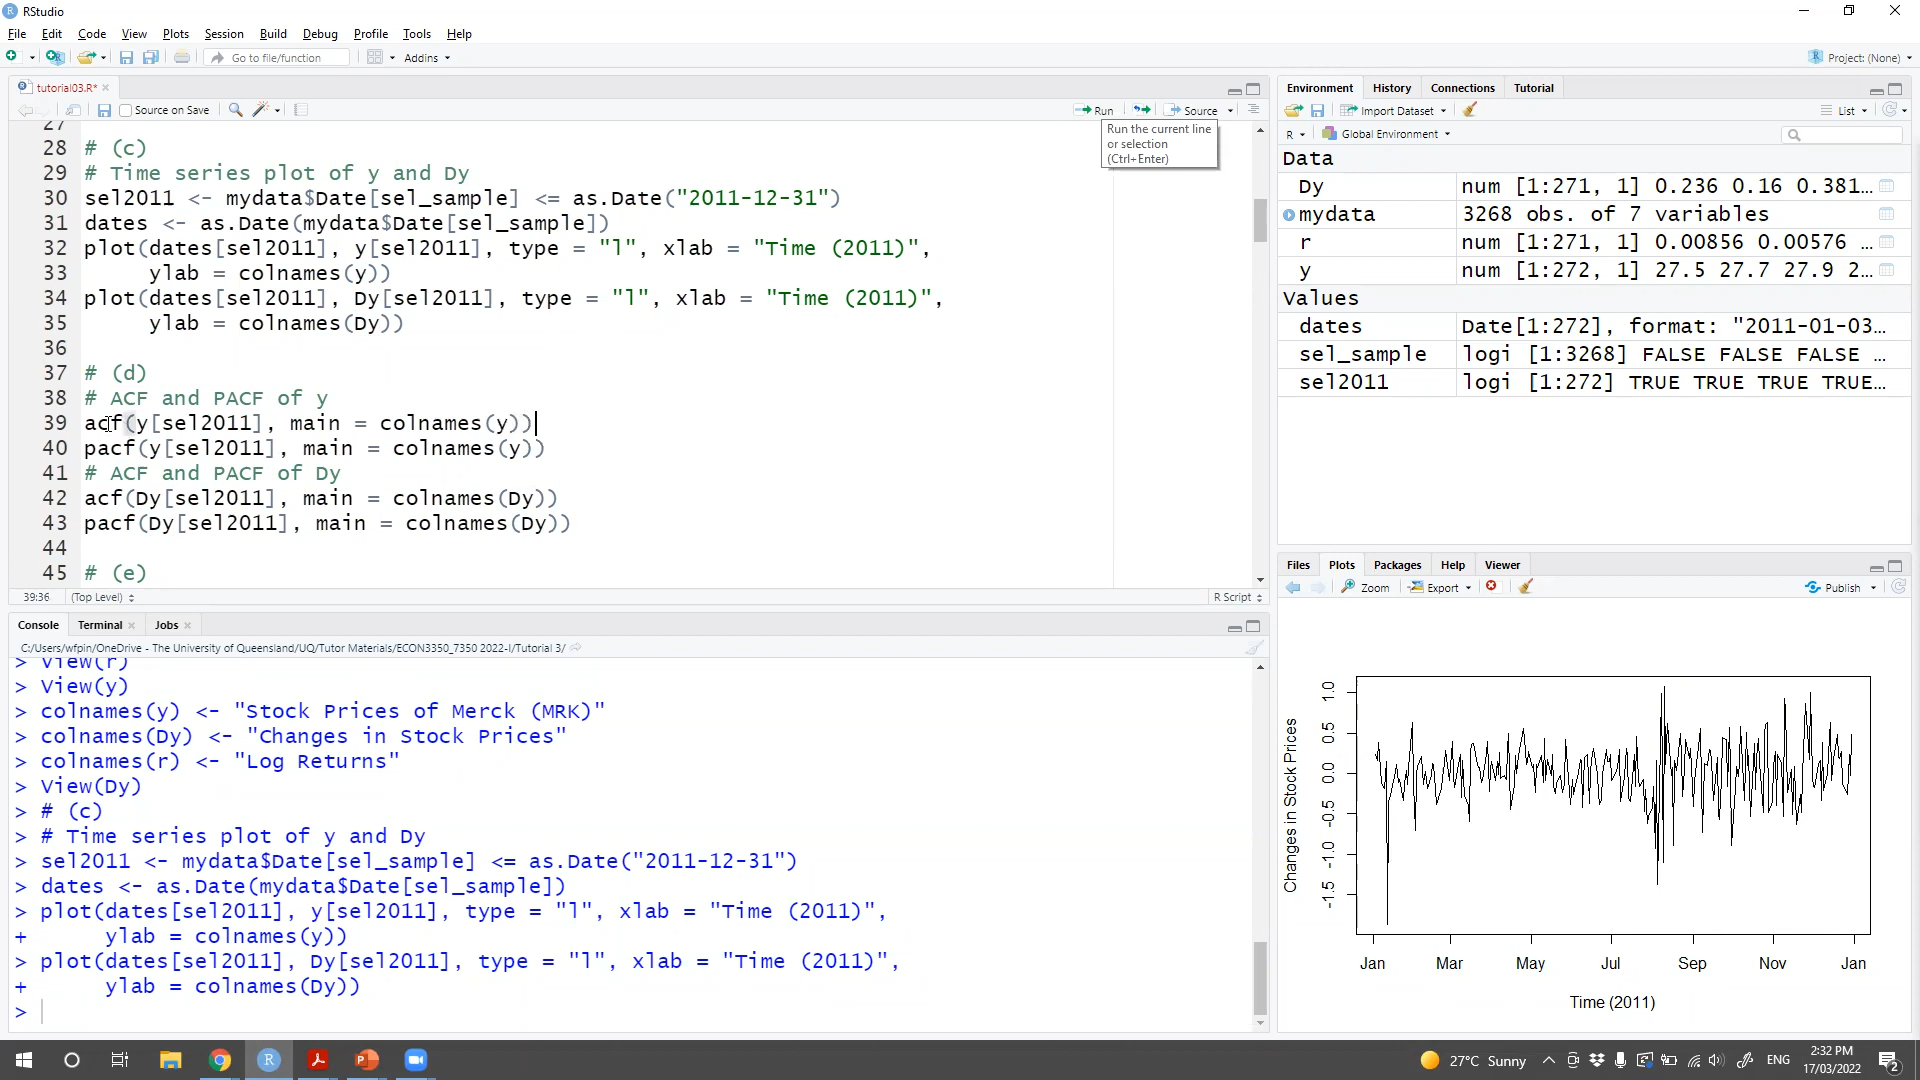 RStudio
File Edit Code View Plots Session Build Debug Profile Tools Help
Go to file/function Addins Project: (None)
tutorial03.R*
Source on Save Run Source
Run the current line
or selection
(Ctrl+Enter)
27
28 # (c)
29 # Time series plot of y and Dy
30 sel2011 <- mydata$Date[sel_sample] <= as.Date("2011-12-31")
31 dates <- as.Date(mydata$Date[sel_sample])
32 plot(dates[sel2011], y[sel2011], type = "l", xlab = "Time (2011)",
33 ylab = colnames(y))
34 plot(dates[sel2011], Dy[sel2011], type = "l", xlab = "Time (2011)",
35 ylab = colnames(Dy))
36
37 # (d)
38 # ACF and PACF of y
39 acf(y[sel2011], main = colnames(y))
40 pacf(y[sel2011], main = colnames(y))
41 # ACF and PACF of Dy
42 acf(Dy[sel2011], main = colnames(Dy))
43 pacf(Dy[sel2011], main = colnames(Dy))
44
45 # (e)
39:36 (Top Level) R Script
Console Terminal Jobs
C:/Users/wfpin/OneDrive - The University of Queensland/UQ/Tutor Materials/ECON3350_7350 2022-I/Tutorial 3/
> View(r)
> View(y)
> colnames(y) <- "Stock Prices of Merck (MRK)"
> colnames(Dy) <- "Changes in Stock Prices"
> colnames(r) <- "Log Returns"
> View(Dy)
> # (c)
> # Time series plot of y and Dy
> sel2011 <- mydata$Date[sel_sample] <= as.Date("2011-12-31")
> dates <- as.Date(mydata$Date[sel_sample])
> plot(dates[sel2011], y[sel2011], type = "l", xlab = "Time (2011)",
+ ylab = colnames(y))
> plot(dates[sel2011], Dy[sel2011], type = "l", xlab = "Time (2011)",
+ ylab = colnames(Dy))
>
Environment History Connections Tutorial
Import Dataset List
R Global Environment
Data
Dy num [1:271, 1] 0.236 0.16 0.381…
mydata 3268 obs. of 7 variables
r num [1:271, 1] 0.00856 0.00576 …
y num [1:272, 1] 27.5 27.7 27.9 2…
Values
dates Date[1:272], format: "2011-01-03…
sel_sample logi [1:3268] FALSE FALSE FALSE …
sel2011 logi [1:272] TRUE TRUE TRUE TRUE…
Files Plots Packages Help Viewer
Zoom Export Publish
Changes in Stock Prices
1.0
0.5
0.0
-0.5
-1.0
-1.5
Jan Mar May Jul Sep Nov Jan
Time (2011)
27°C Sunny ENG 2:32 PM
17/03/2022
2